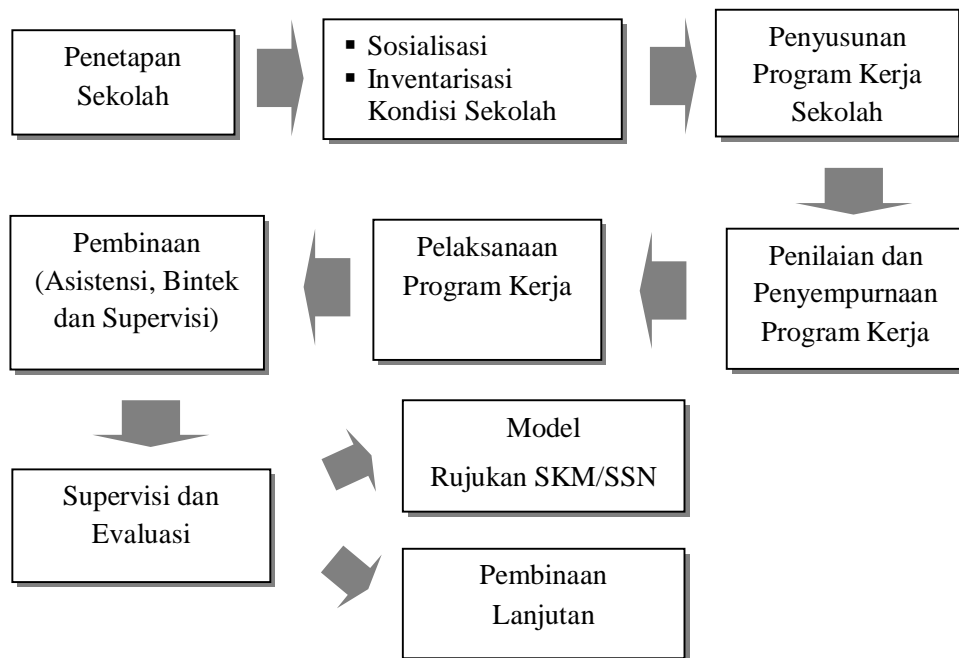 Penetapan
Sekolah
▪ Sosialisasi
▪ Inventarisasi
Kondisi Sekolah
Penyusunan
Program Kerja
Sekolah
Penilaian dan
Penyempurnaan
Program Kerja
Pelaksanaan
Program Kerja
Pembinaan
(Asistensi, Bintek
dan Supervisi)
Supervisi dan
Evaluasi
Model
Rujukan SKM/SSN
Pembinaan
Lanjutan